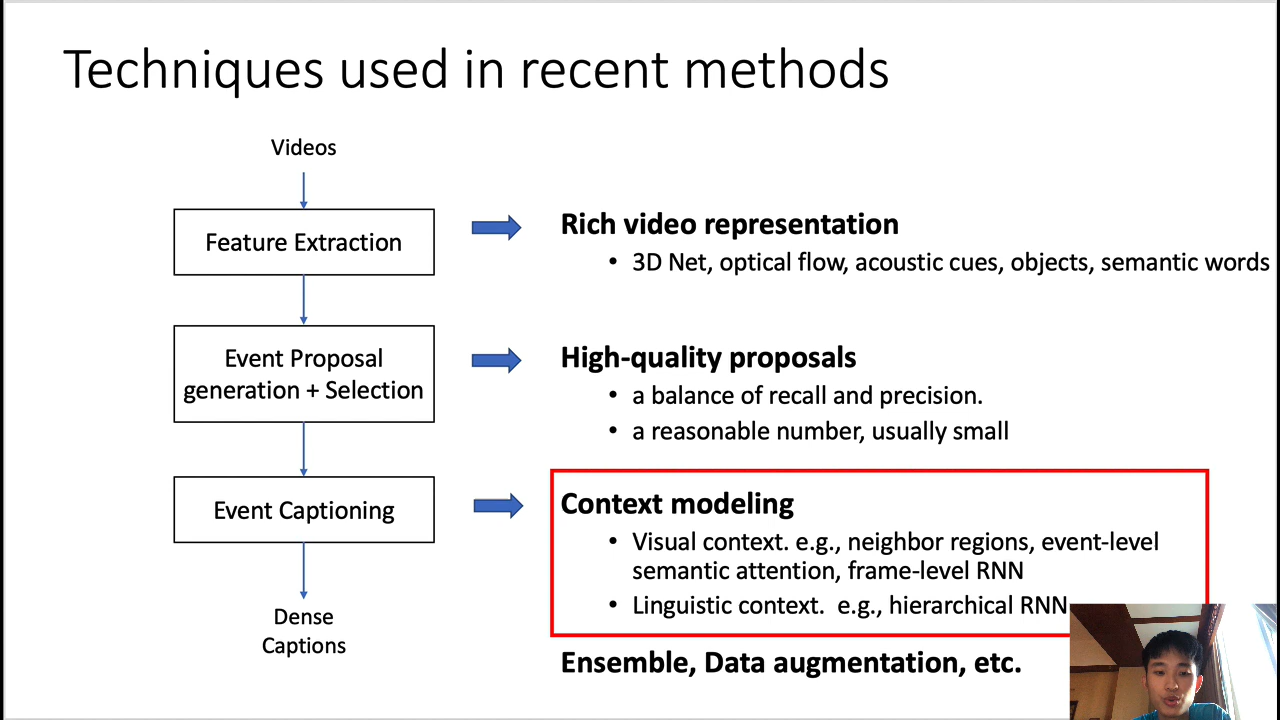 Techniques used in recent methods
Videos
Feature Extraction
Rich video representation
• 3D Net, optical flow, acoustic cues, objects, semantic words
Event Proposal
generation + Selection
High-quality proposals
• a balance of recall and precision.
• a reasonable number, usually small
Event Captioning
Context modeling
• Visual context. e.g., neighbor regions, event-level
semantic attention, frame-level RNN
• Linguistic context.  e.g., hierarchical RNN
Dense
Captions
Ensemble, Data augmentation, etc.